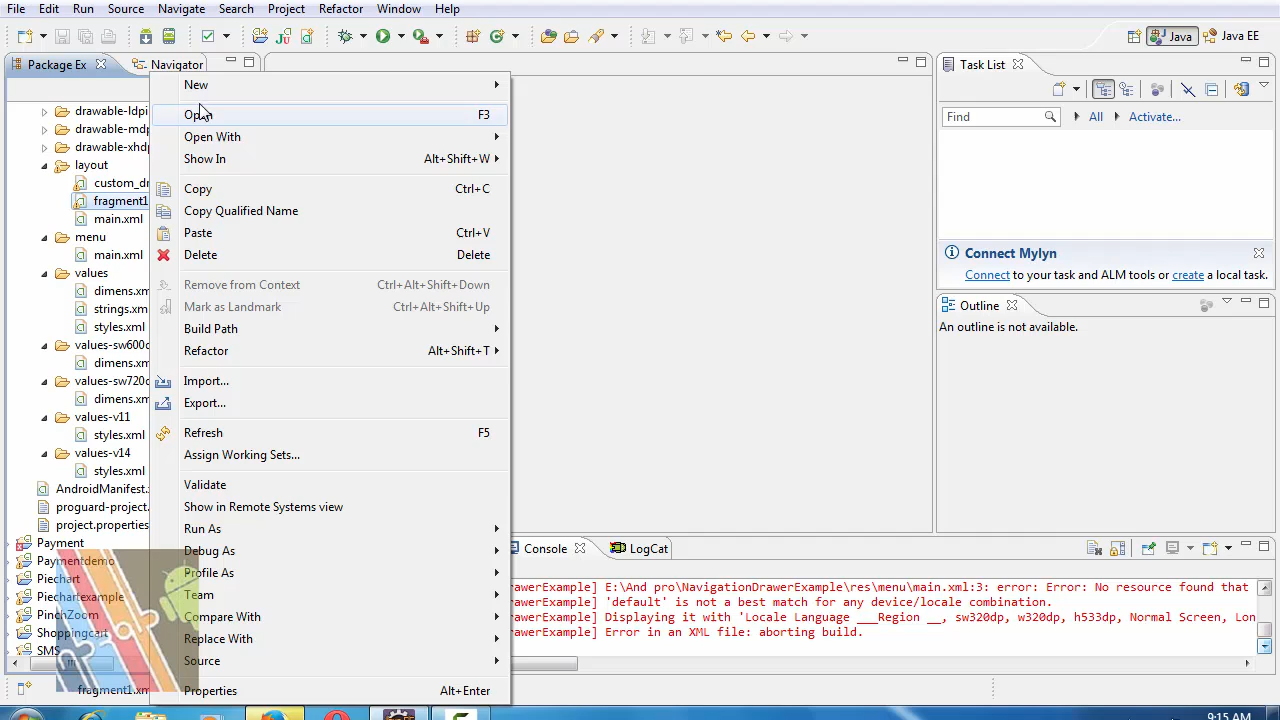 File Edit Run Source Navigate Search Project Refactor Window Help
Java Java EE
Package Ex Navigator
Task List
New
drawable-ldpi
Open F3
Find All Activate...
drawable-mdp
Open With
drawable-xhdp
Show In Alt+Shift+W
layout
custom_dr
Copy Ctrl+C
fragment1
Copy Qualified Name
main.xml
Paste Ctrl+V
menu
main.xml
Delete Delete
Connect Mylyn
Connect to your task and ALM tools or create a local task.
values
Remove from Context Ctrl+Alt+Shift+Down
dimens.xm
Mark as Landmark Ctrl+Alt+Shift+Up
Outline
strings.xm
An outline is not available.
styles.xml
Build Path
values-sw600d
Refactor Alt+Shift+T
dimens.xm
values-sw720d
Import...
dimens.xm
Export...
values-v11
styles.xml
Refresh F5
values-v14
Assign Working Sets...
styles.xml
Validate
AndroidManifest.
Show in Remote Systems view
proguard-project.
project.properties
Run As
Payment
Debug As
Console LogCat
Paymentdemo
Profile As
Piechart
Team
rawerExample] E:\And pro\NavigationDrawerExample\res\menu\main.xml:3: error: Error: No resource found that
Piechartexample
rawerExample] 'default' is not a best match for any device/locale combination.
PinchZoom
Compare With
rawerExample] Displaying it with 'Locale Language ___Region __, sw320dp, w320dp, h533dp, Normal Screen, Lon
Shoppingcart
Replace With
rawerExample] Error in an XML file: aborting build.
SMS
Source
fragment1.xm
Properties Alt+Enter
9:15 AM